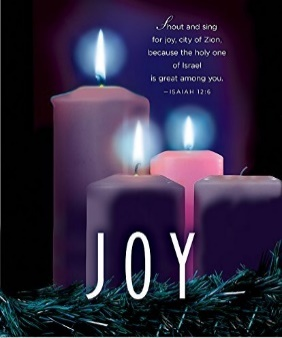 Shout and sing
for joy, city of Zion,
because the holy one
of Israel
is great among you.
—ISAIAH 12:6
JOY